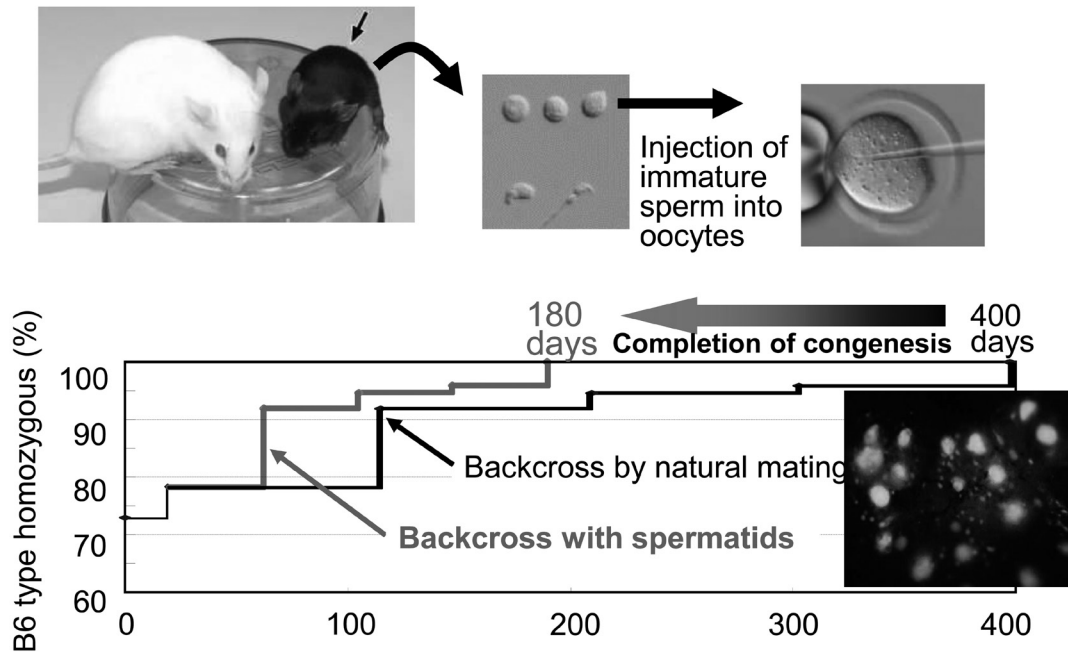 Injection of
immature
sperm into
oocytes
180
days
400
days
Completion of congenesis
B6 type homozygous (%)
100
90
80
70
60
Backcross by natural mating
Backcross with spermatids
0
100
200
300
400